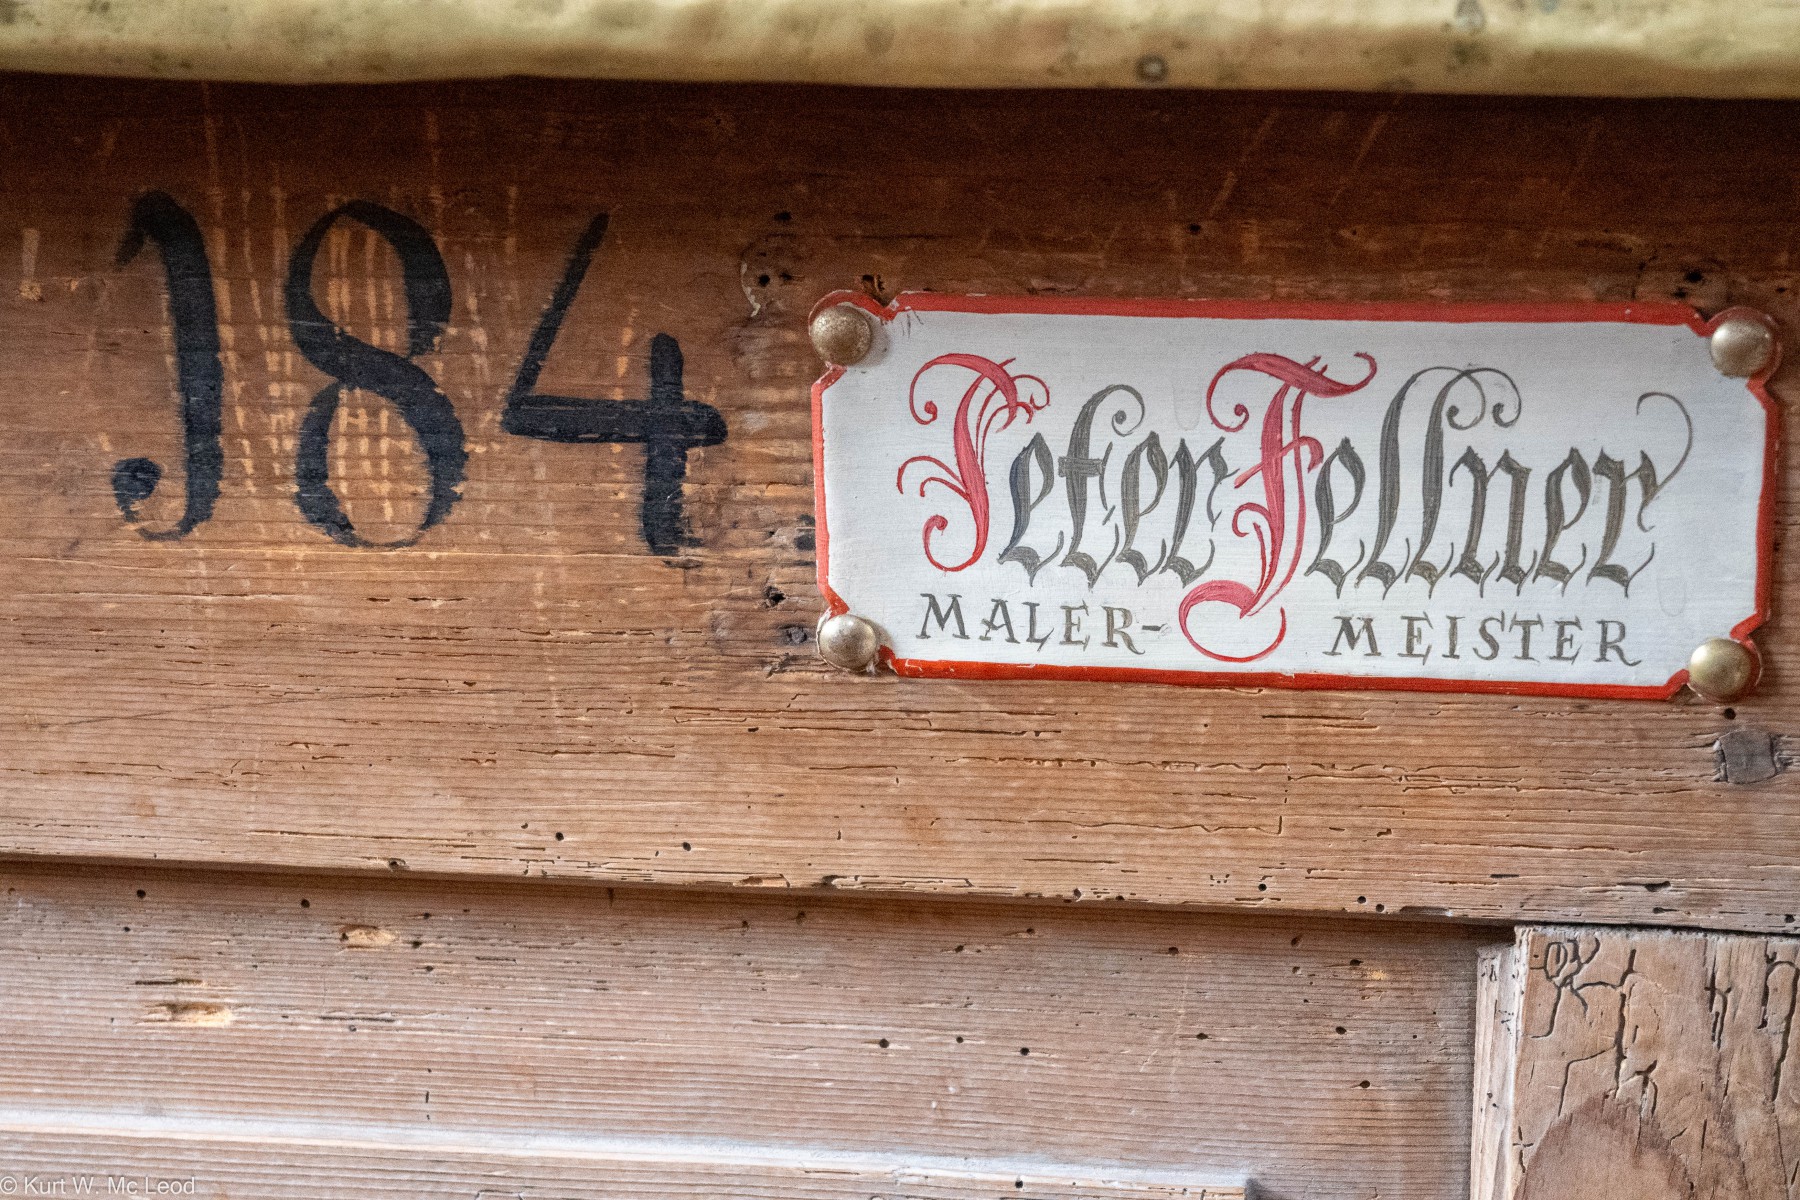 184
Peter Fellner
MALER-MEISTER
© Kurt W. Mc Leod